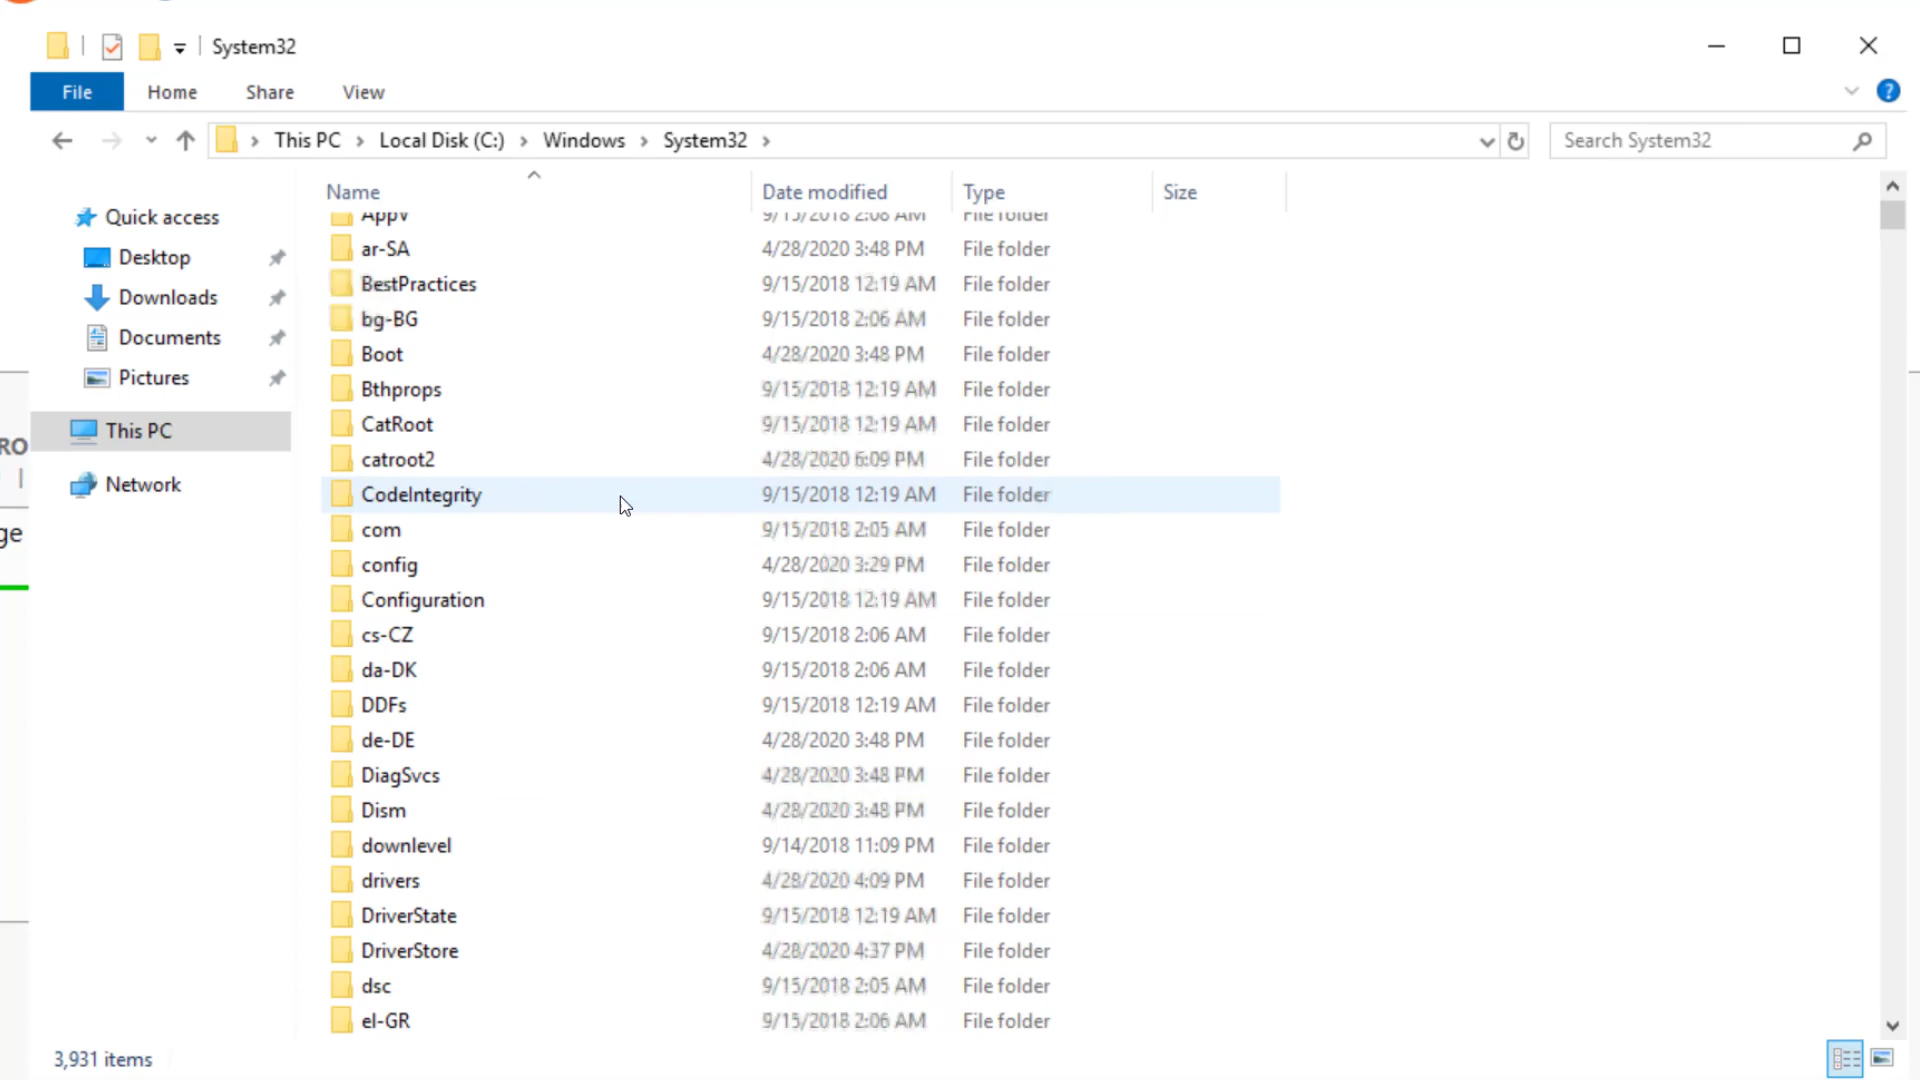 System32
File Home Share View
This PC Local Disk (C:) Windows System32 Search System32
Name Date modified Type Size
Quick access
Desktop
Downloads
Documents
Pictures
This PC
Network
AppV 9/15/2018 2:08 AM File folder
ar-SA 4/28/2020 3:48 PM File folder
BestPractices 9/15/2018 12:19 AM File folder
bg-BG 9/15/2018 2:06 AM File folder
Boot 4/28/2020 3:48 PM File folder
Bthprops 9/15/2018 12:19 AM File folder
CatRoot 9/15/2018 12:19 AM File folder
catroot2 4/28/2020 6:09 PM File folder
CodeIntegrity 9/15/2018 12:19 AM File folder
com 9/15/2018 2:05 AM File folder
config 4/28/2020 3:29 PM File folder
Configuration 9/15/2018 12:19 AM File folder
cs-CZ 9/15/2018 2:06 AM File folder
da-DK 9/15/2018 2:06 AM File folder
DDFs 9/15/2018 12:19 AM File folder
de-DE 4/28/2020 3:48 PM File folder
DiagSvcs 4/28/2020 3:48 PM File folder
Dism 4/28/2020 3:48 PM File folder
downlevel 9/14/2018 11:09 PM File folder
drivers 4/28/2020 4:09 PM File folder
DriverState 9/15/2018 12:19 AM File folder
DriverStore 4/28/2020 4:37 PM File folder
dsc 9/15/2018 2:05 AM File folder
el-GR 9/15/2018 2:06 AM File folder
3,931 items
RO
ge